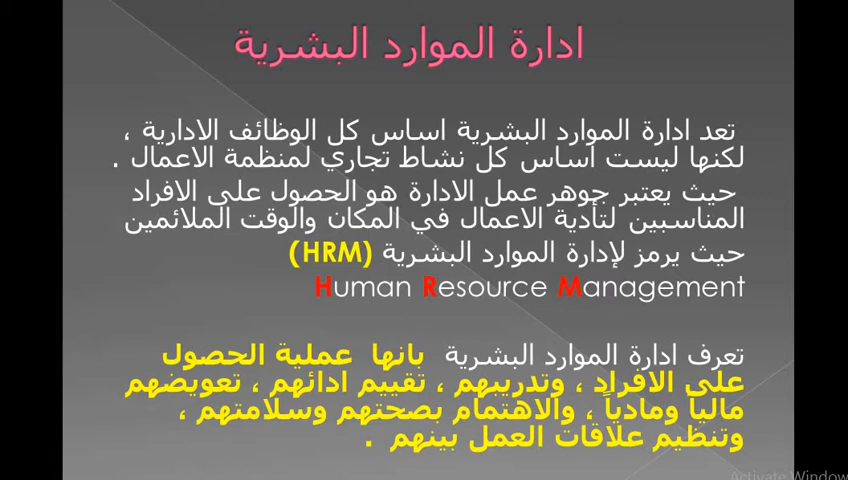 ادارة الموارد البشرية
تعد ادارة الموارد البشرية اساس كل الوظائف الادارية ،
لكنها ليست اساس كل نشاط تجاري لمنظمة الاعمال .
حيث يعتبر جوهر عمل الادارة هو الحصول على الافراد
المناسبين لتأدية الاعمال في المكان والوقت الملائمين
حيث يرمز لإدارة الموارد البشرية (HRM)
Human Resource Management
تعرف ادارة الموارد البشرية بانها عملية الحصول
على الافراد ، وتدريبهم ، تقييم ادائهم ، تعويضهم
مالياً ومادياً ، والاهتمام بصحتهم وسلامتهم ،
وتنظيم علاقات العمل بينهم .
Activate Window